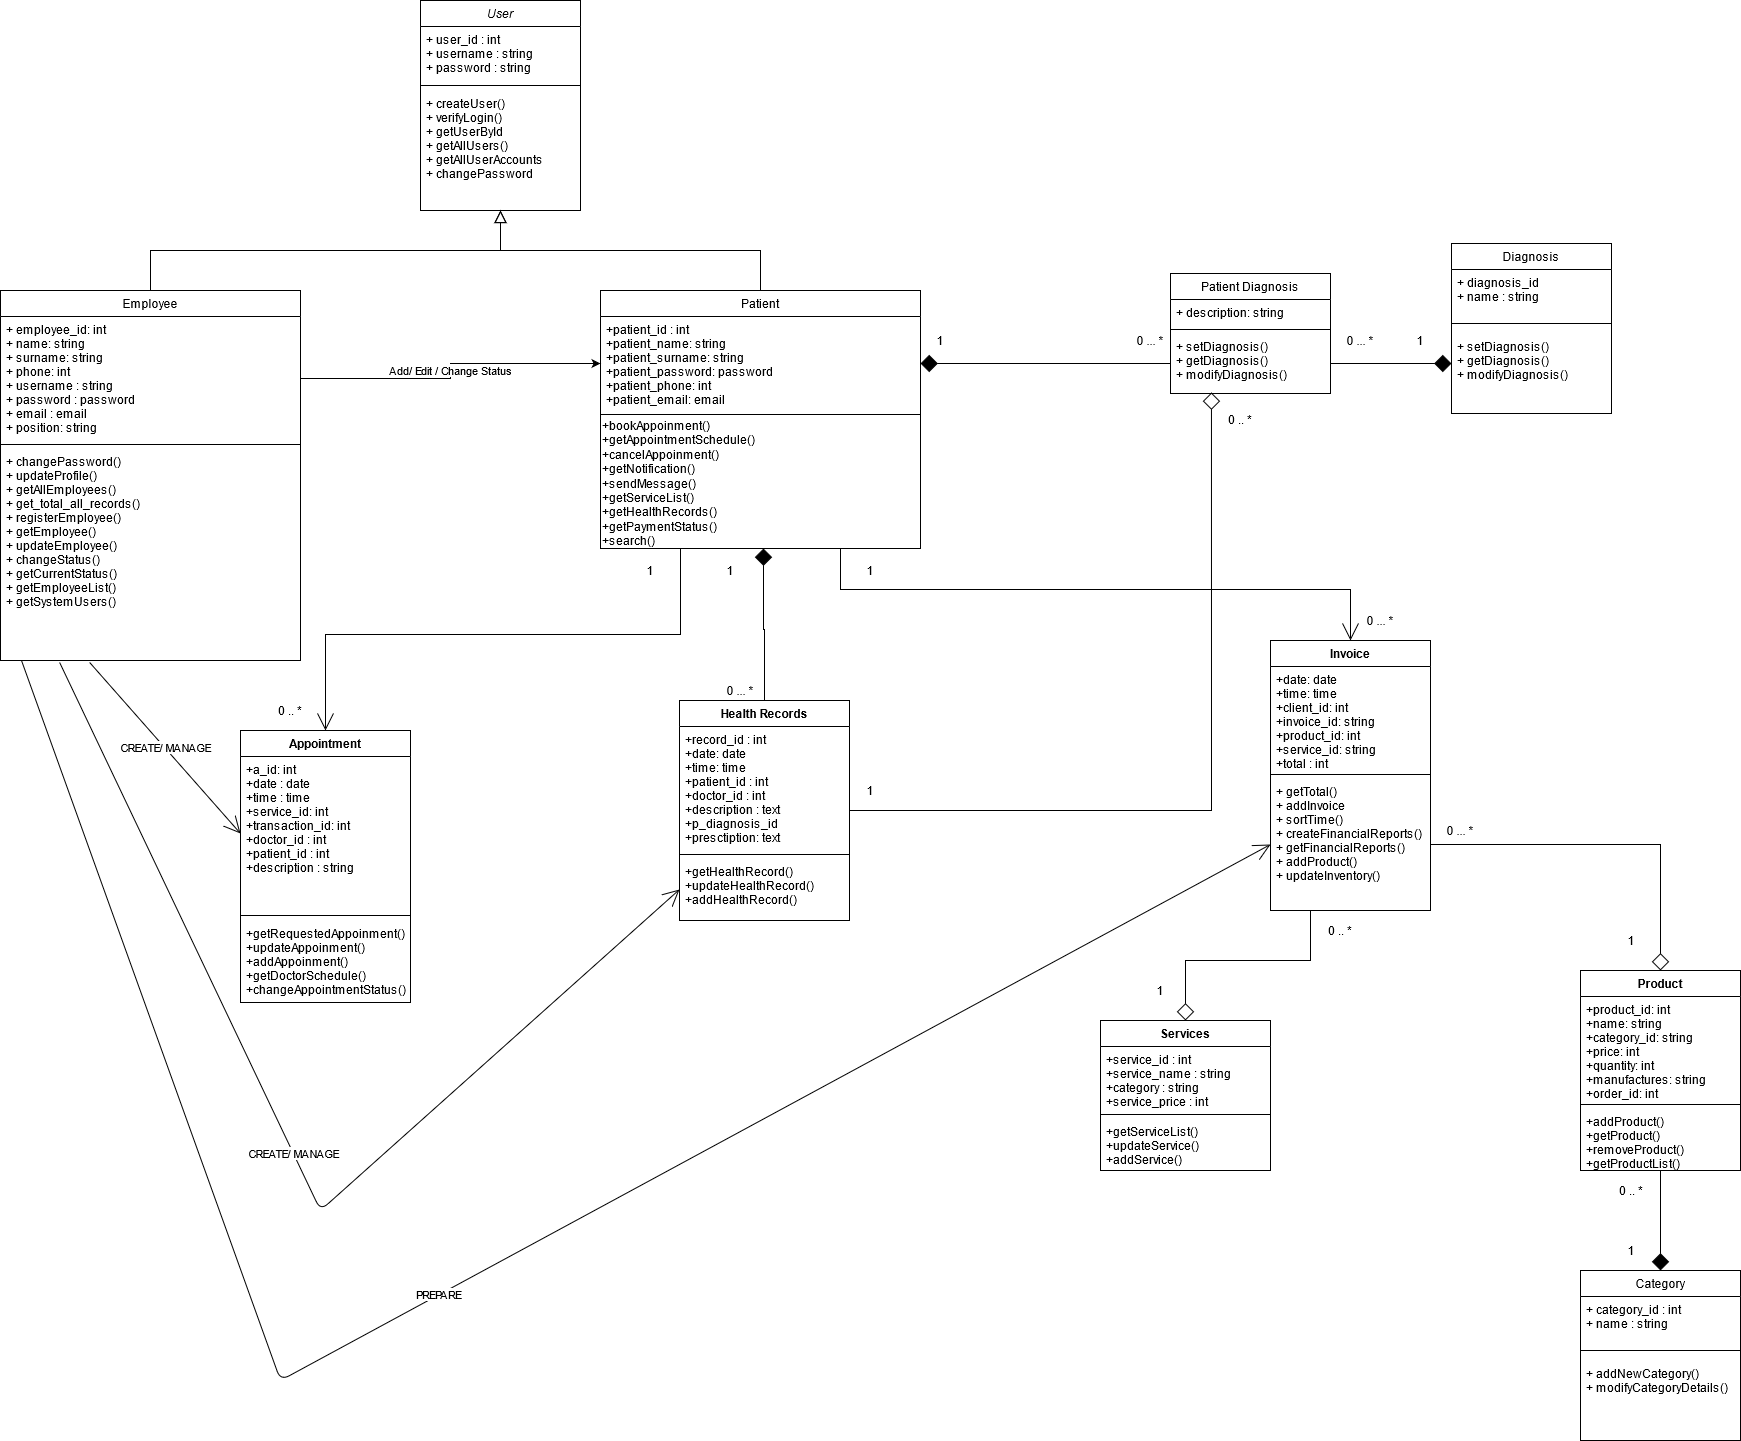 User
+ user_id : int
+ username : string
+ password : string
+ createUser()
+ verifyLogin()
+ getUserById
+ getAllUsers()
+ getAllUserAccounts
+ changePassword
Employee
+ employee_id: int
+ name: string
+ surname: string
+ phone: int
+ username : string
+ password : password
+ email : email
+ position: string
+ changePassword()
+ updateProfile()
+ getAllEmployees()
+ get_total_all_records()
+ registerEmployee()
+ getEmployee()
+ updateEmployee()
+ changeStatus()
+ getCurrentStatus()
+ getEmployeeList()
+ getSystemUsers()
Add/ Edit / Change Status
Patient
+patient_id : int
+patient_name: string
+patient_surname: string
+patient_password: password
+patient_phone: int
+patient_email: email
+bookAppoinment()
+getAppointmentSchedule()
+cancelAppoinment()
+getNotification()
+sendMessage()
+getServiceList()
+getHealthRecords()
+getPaymentStatus()
+search()
1
0 ... *
Patient Diagnosis
+ description: string
+ setDiagnosis()
+ getDiagnosis()
+ modifyDiagnosis()
0 ... *
1
Diagnosis
+ diagnosis_id
+ name : string
+ setDiagnosis()
+ getDiagnosis()
+ modifyDiagnosis()
0 .. *
1
1
1
0 ... *
0 .. *
0 ... *
CREATE/ MANAGE
Appointment
+a_id: int
+date : date
+time : time
+service_id: int
+transaction_id: int
+doctor_id : int
+patient_id : int
+description : string
+getRequestedAppoinment()
+updateAppoinment()
+addAppoinment()
+getDoctorSchedule()
+changeAppointmentStatus()
Health Records
+record_id : int
+date: date
+time: time
+patient_id : int
+doctor_id : int
+description : text
+p_diagnosis_id
+presctiption: text
+getHealthRecord()
+updateHealthRecord()
+addHealthRecord()
1
Invoice
+date: date
+time: time
+client_id: int
+invoice_id: string
+product_id: int
+service_id: string
+total : int
+ getTotal()
+ addInvoice
+ sortTime()
+ createFinancialReports()
+ getFinancialReports()
+ addProduct()
+ updateInventory()
0 ... *
0 .. *
1
1
Services
+service_id : int
+service_name : string
+category : string
+service_price : int
+getServiceList()
+updateService()
+addService()
Product
+product_id: int
+name: string
+category_id: string
+price: int
+quantity: int
+manufactures: string
+order_id: int
+addProduct()
+getProduct()
+removeProduct()
+getProductList()
0 .. *
1
CREATE/ MANAGE
PREPARE
Category
+ category_id : int
+ name : string
+ addNewCategory()
+ modifyCategoryDetails()